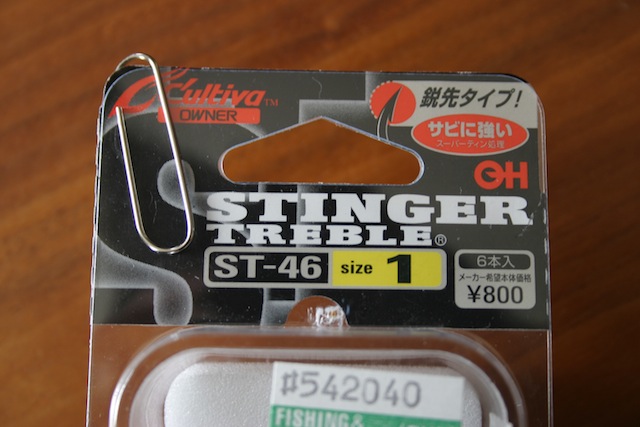 Cultiva™
OWNER
鋭先タイプ!
サビに強い
スーパーティン処理
OH
STINGER
TREBLE®
ST-46 size 1
6本入
メーカー希望本体価格
¥800
#542040
FISHING&